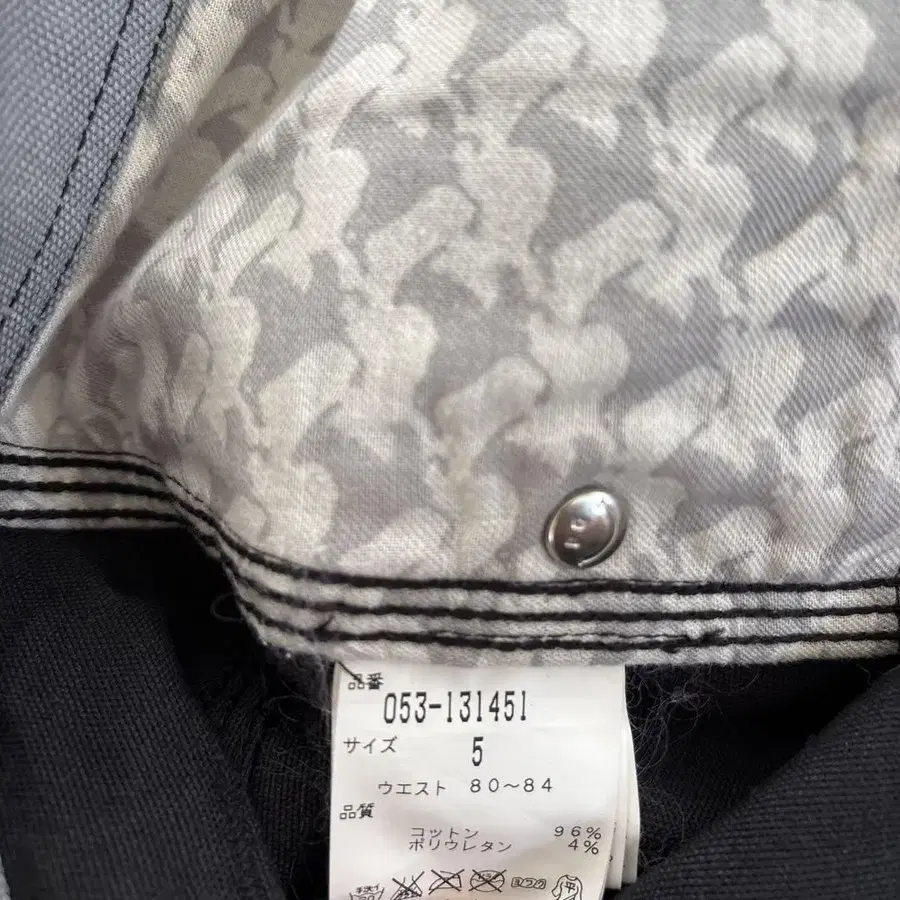 品番
053-131451
サイズ 5
ウエスト 80～84
品質
コットン 96%
ポリウレタン 4%